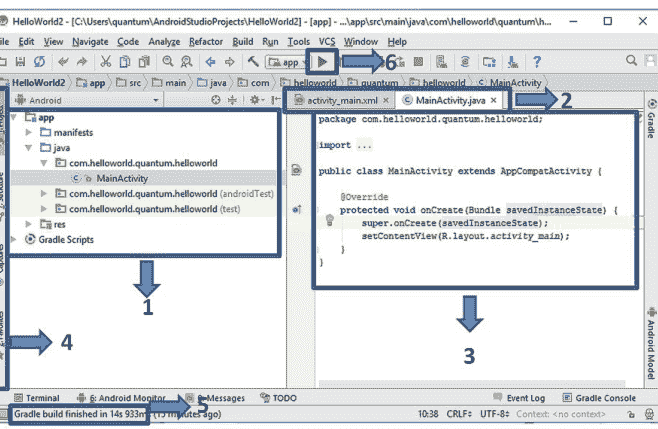 HelloWorld2 - [C:\Users\quantum\AndroidStudioProjects\HelloWorld2] - [app] - ...\app\src\main\java\com\helloworld\quantum\h...
File Edit View Navigate Code Analyze Refactor Build Run Tools VCS Window Help
app 6
HelloWorld2 app src main java com helloworld quantum helloworld MainActivity
Android activity_main.xml × MainActivity.java × 2
app
manifests
java
com.helloworld.quantum.helloworld
MainActivity
com.helloworld.quantum.helloworld (androidTest)
com.helloworld.quantum.helloworld (test)
res
Gradle Scripts
1
4
package com.helloworld.quantum.helloworld;
import ...
public class MainActivity extends AppCompatActivity {
@Override
protected void onCreate(Bundle savedInstanceState) {
super.onCreate(savedInstanceState);
setContentView(R.layout.activity_main);
}
}
3
Gradle
Android Model
Terminal 6: Android Monitor Messages TODO Event Log Gradle Console
5
Gradle build finished in 14s 933m minutes ago) 10:38 CRLF÷ UTF-8÷ Context: <no context>